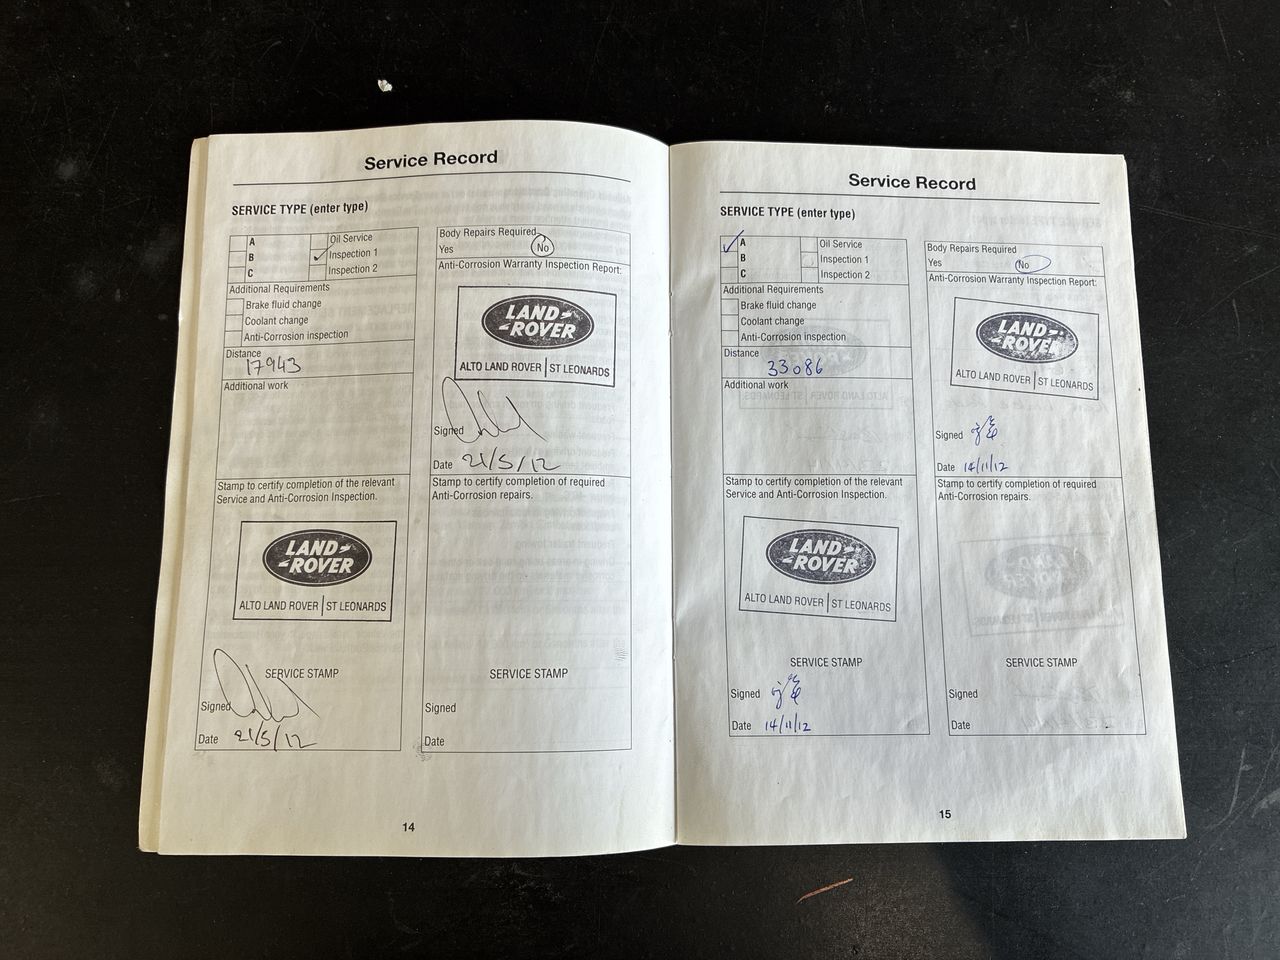 Service Record
SERVICE TYPE (enter type)
A
B
C
Oil Service
Inspection 1
Inspection 2
Additional Requirements
Brake fluid change
Coolant change
Anti-Corrosion inspection
Distance
17943
Additional work
Stamp to certify completion of the relevant
Service and Anti-Corrosion Inspection.
LAND-
-ROVER
ALTO LAND ROVER | ST LEONARDS
SERVICE STAMP
Signed
Date 21/5/12
Body Repairs Required
Yes No
Anti-Corrosion Warranty Inspection Report:
LAND-
-ROVER
ALTO LAND ROVER | ST LEONARDS
Signed
Date 21/5/12
Stamp to certify completion of required
Anti-Corrosion repairs.
SERVICE STAMP
Signed
Date
14
Service Record
SERVICE TYPE (enter type)
A
B
C
Oil Service
Inspection 1
Inspection 2
Additional Requirements
Brake fluid change
Coolant change
Anti-Corrosion inspection
Distance
33086
Additional work
Stamp to certify completion of the relevant
Service and Anti-Corrosion Inspection.
LAND-
-ROVER
ALTO LAND ROVER | ST LEONARDS
SERVICE STAMP
Signed
Date 14/11/12
Body Repairs Required
Yes No
Anti-Corrosion Warranty Inspection Report:
LAND-
-ROVER
ALTO LAND ROVER | ST LEONARDS
Signed
Date 14/11/12
Stamp to certify completion of required
Anti-Corrosion repairs.
SERVICE STAMP
Signed
Date
15